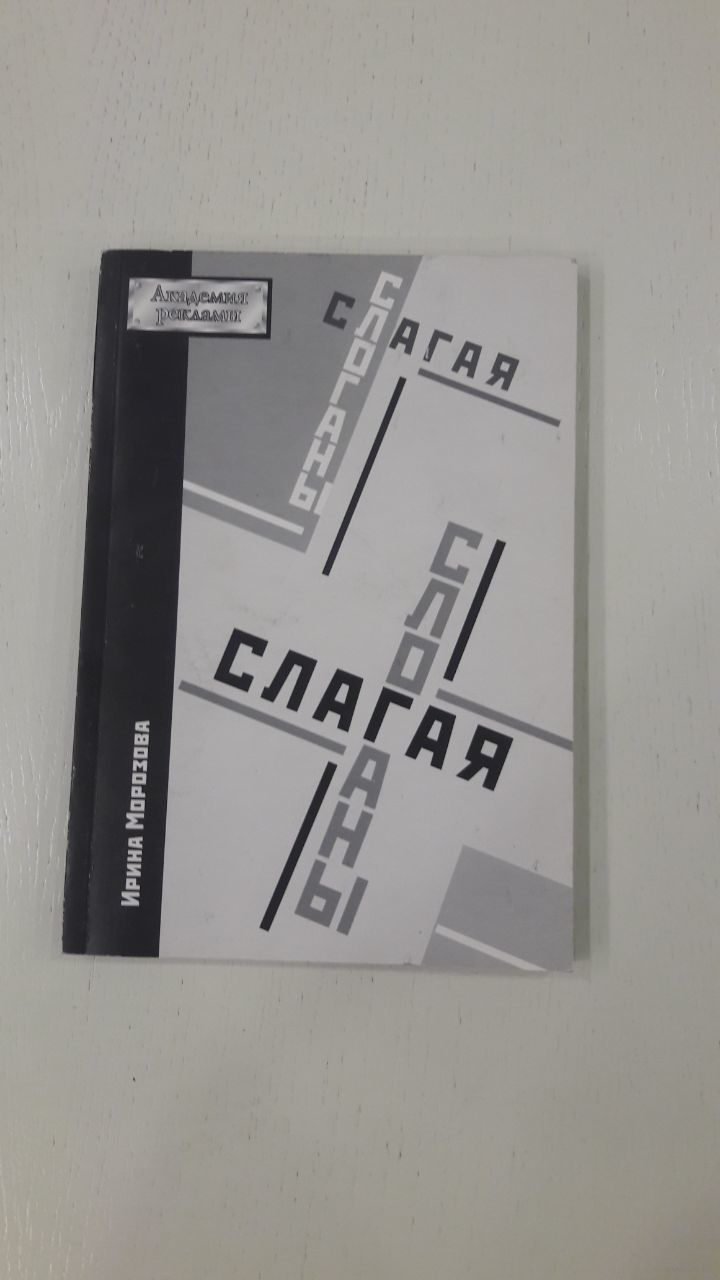 Академия
рекламы
СЛАГАЯ
СЛОГАНЫ
СЛАГАЯ
СЛОГАНЫ
ИРИНА МОРОЗОВА